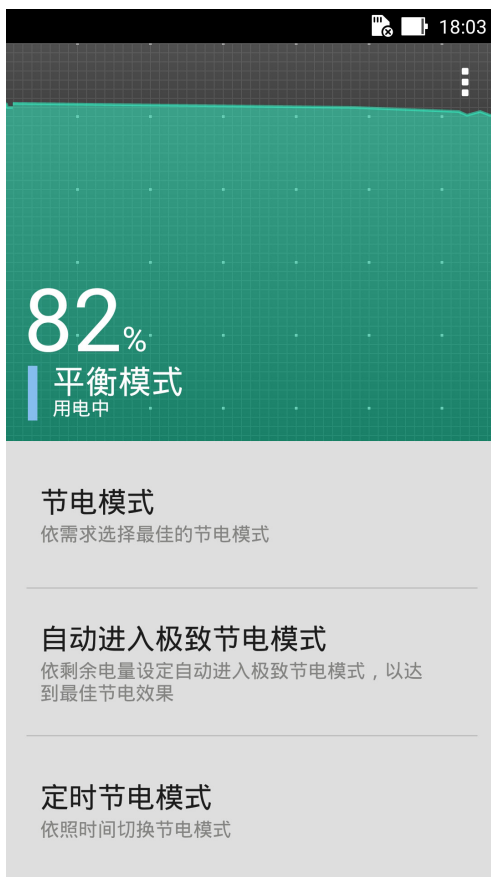 18:03
82%
平衡模式
用电中
节电模式
依需求选择最佳的节电模式
自动进入极致节电模式
依剩余电量设定自动进入极致节电模式，以达
到最佳节电效果
定时节电模式
依照时间切换节电模式